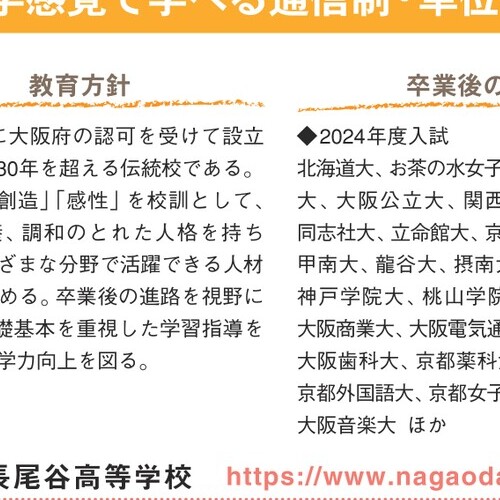 学感覚で学べる通信制・単位
教育方針
に大阪府の認可を受けて設立
30年を超える伝統校である。
創造」「感性」を校訓として、
、調和のとれた人格を持ち
ざまな分野で活躍できる人材
める。卒業後の進路を視野に
礎基本を重視した学習指導を
学力向上を図る。
卒業後の
◆2024年度入試
北海道大、お茶の水女子
大、大阪公立大、関西
同志社大、立命館大、京
甲南大、龍谷大、摂南大
神戸学院大、桃山学院
大阪商業大、大阪電気通
大阪歯科大、京都薬科大
京都外国語大、京都女子
大阪音楽大 ほか
長尾谷高等学校 https://www.nagaoda